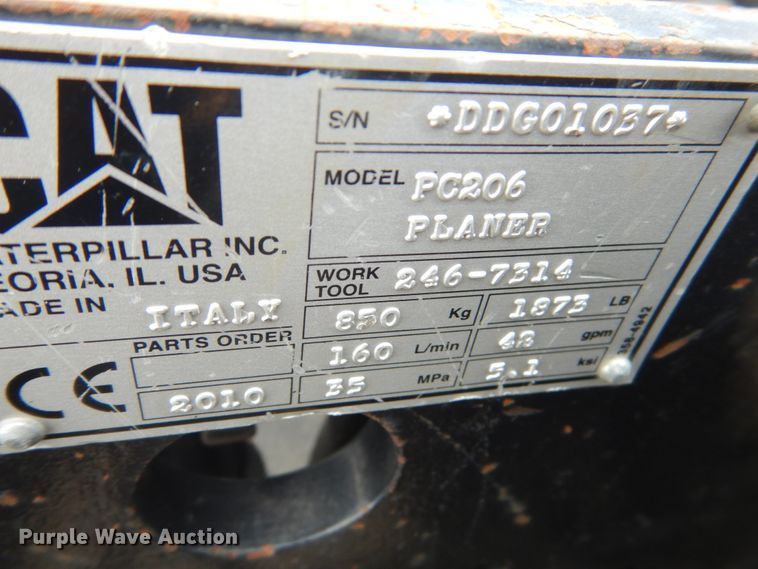 CAT
ATERPILLAR INC.
EORIA, IL. USA
ADE IN ITALY
PARTS ORDER
2010
CE
S/N *DDG01037*
MODEL PC206
PLANER
WORK TOOL 246-7314
850 Kg 1873 LB
160 L/min 42 gpm
35 MPa 5.1 ksi
Purple Wave Auction